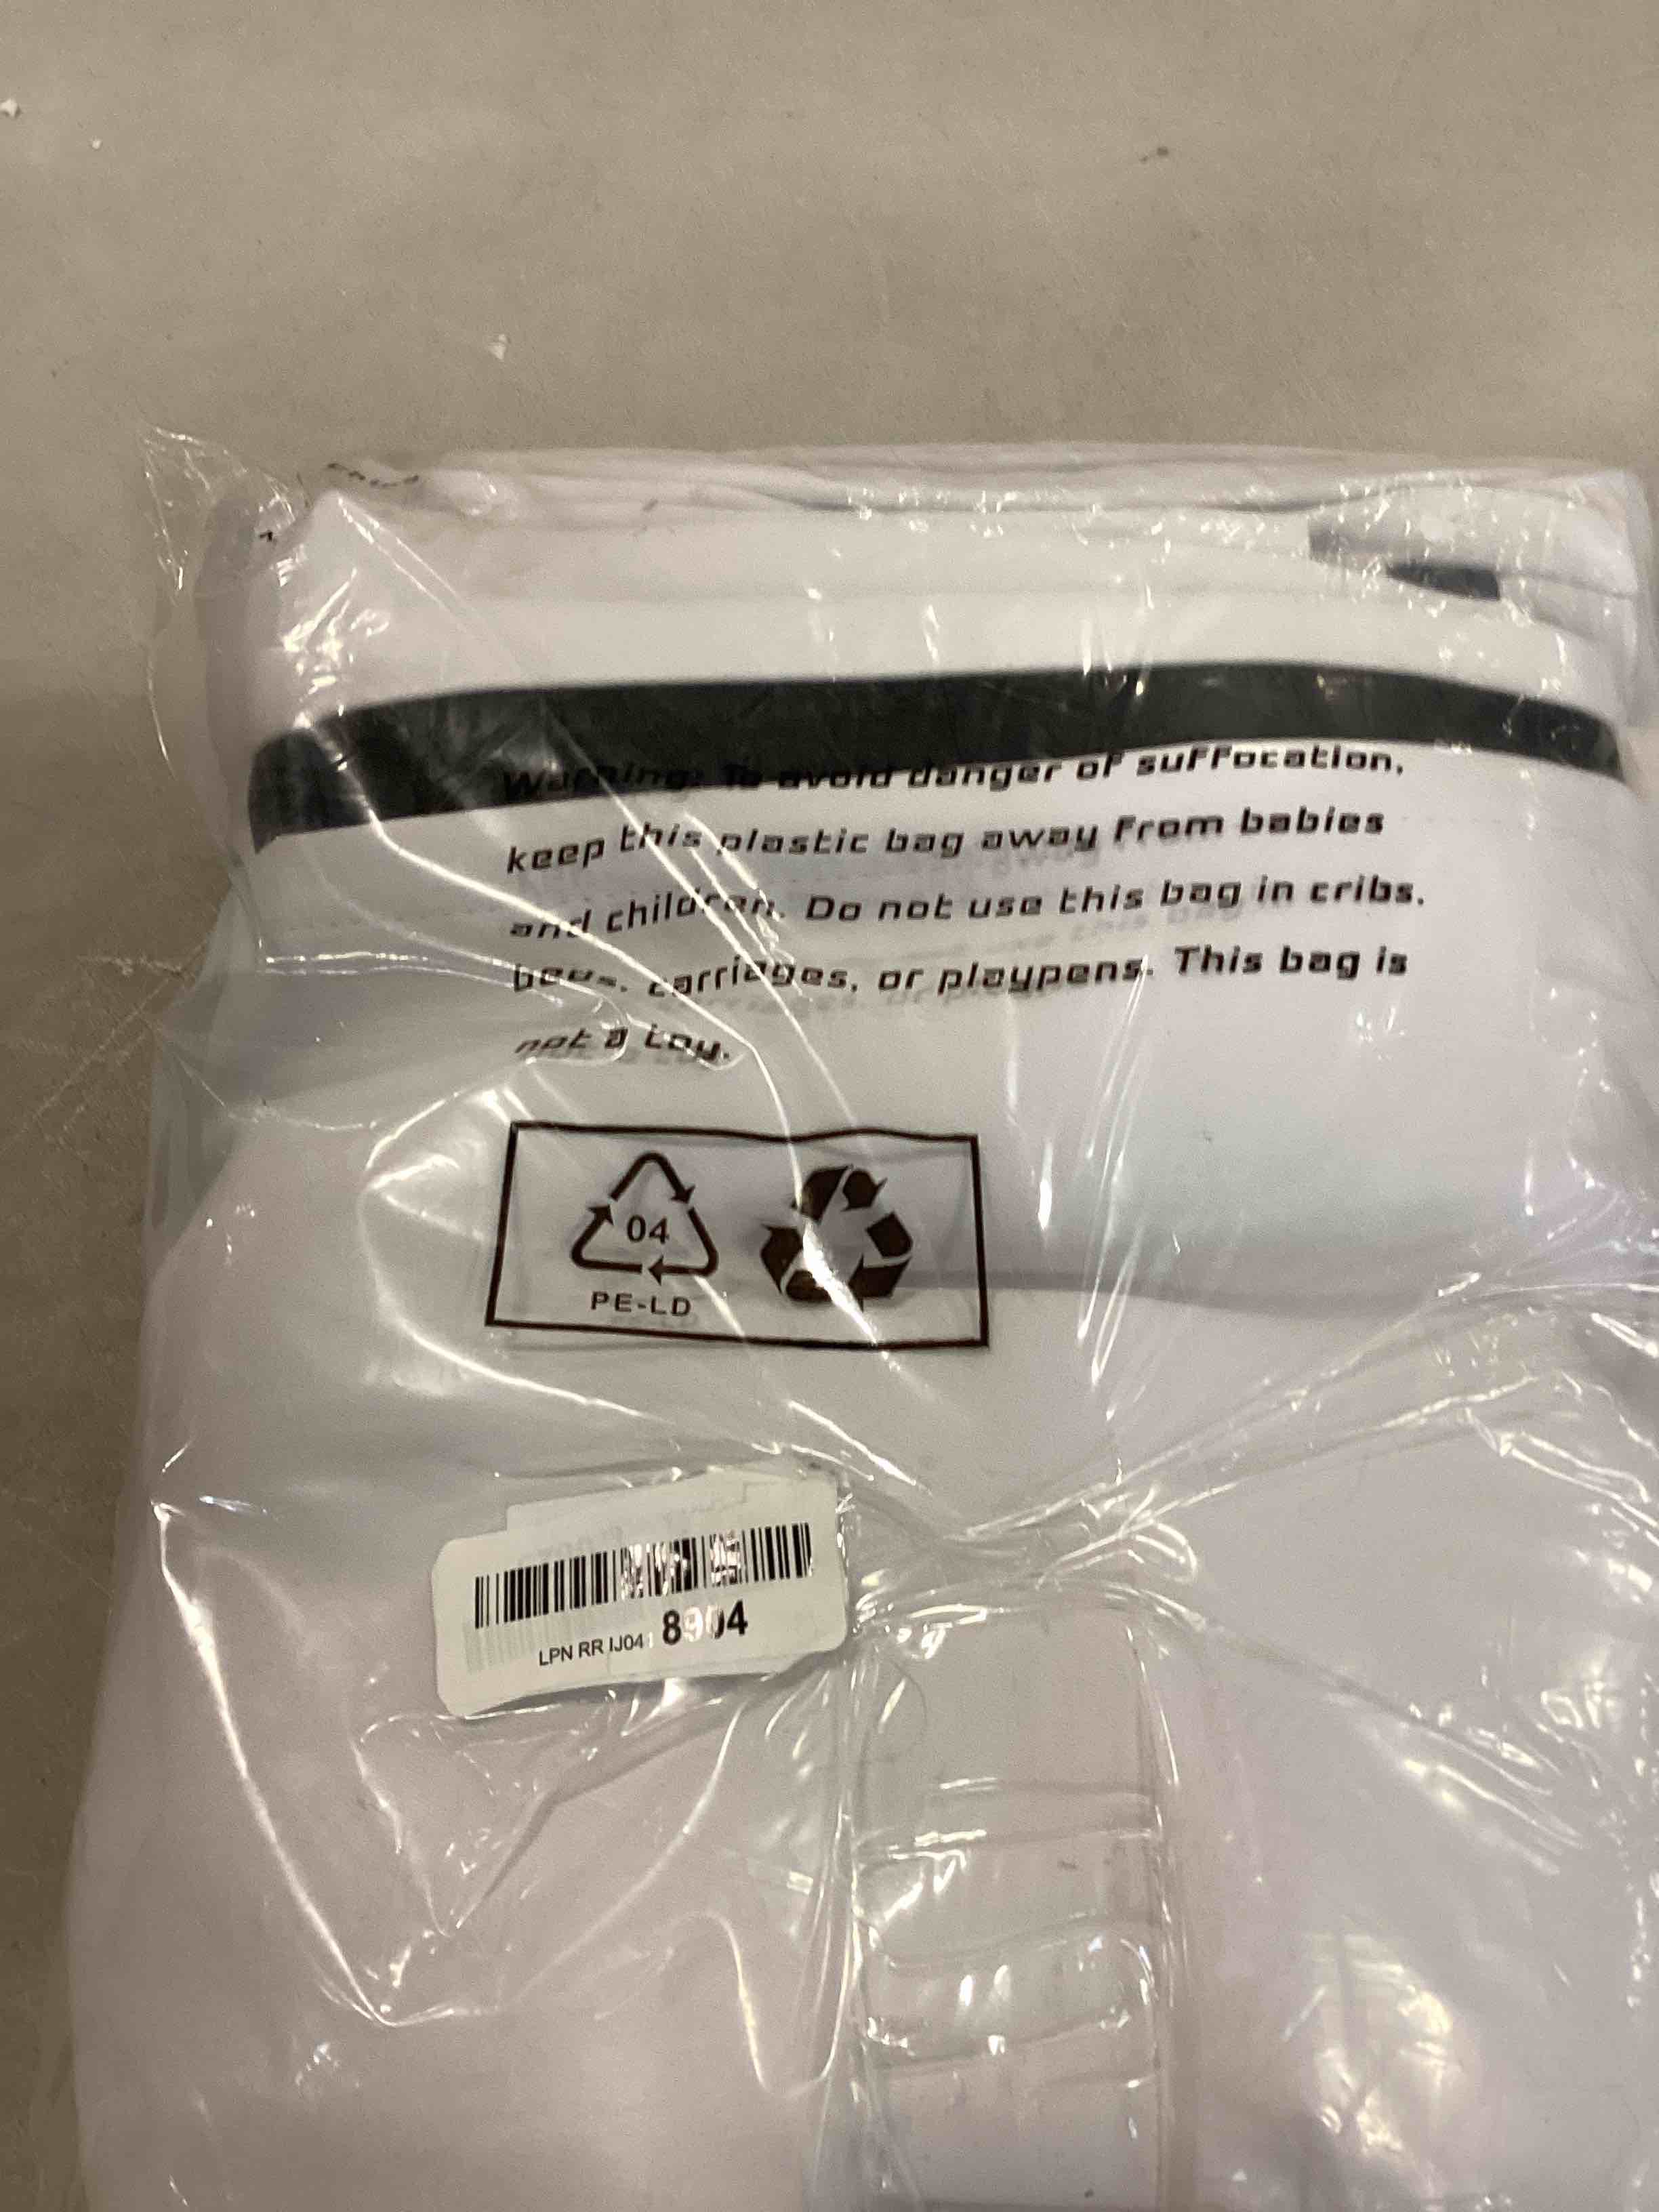 Warning: To avoid danger of suffocation,
keep this plastic bag away from babies
and children. Do not use this bag in cribs,
beds, carriages, or playpens. This bag is
not a toy.
04
PE-LD
LPN RR IJ04 8904